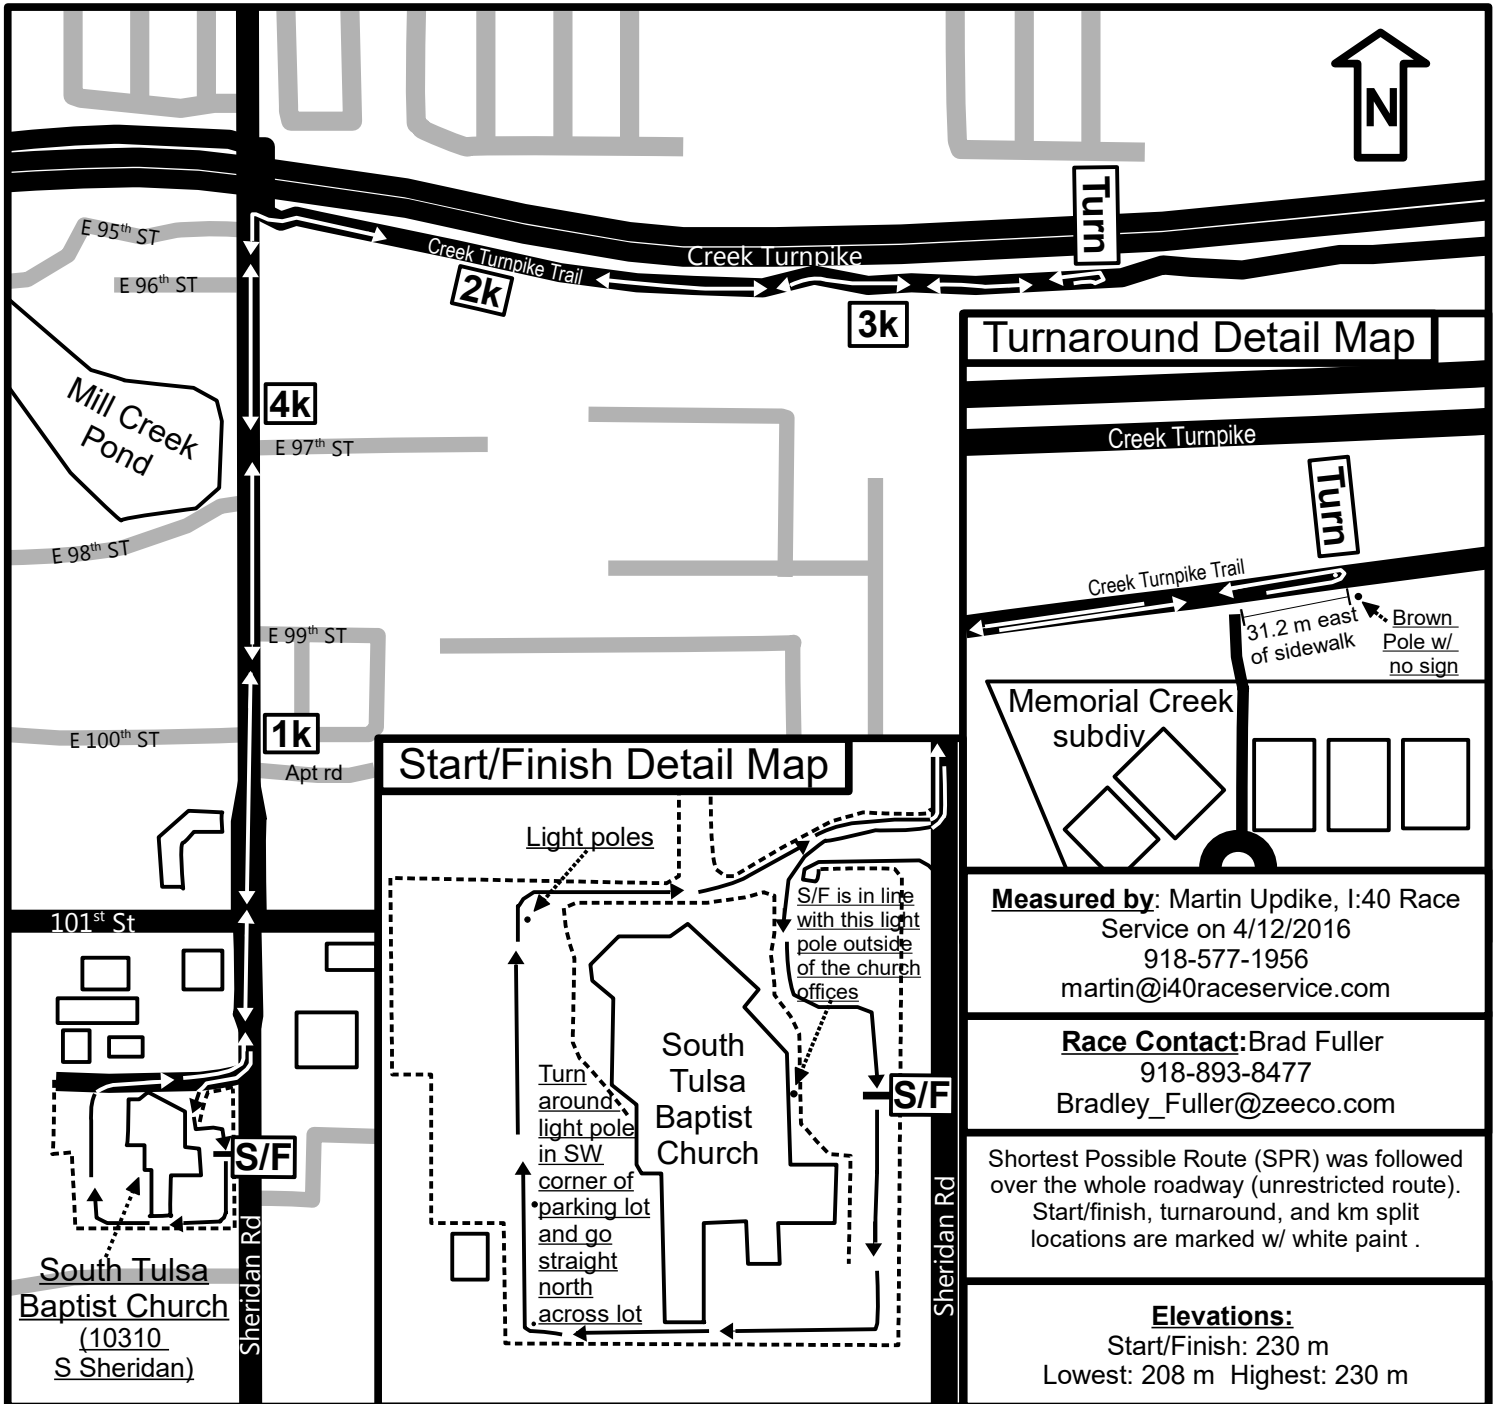 N
E 95th ST
E 96th ST
Creek Turnpike Trail
Creek Turnpike
Turn
2k
3k
Mill Creek
Pond
4k
E 97th ST
E 98th ST
E 99th ST
E 100th ST
1k
Apt rd
101st St
S/F
Sheridan Rd
South Tulsa
Baptist Church
(10310
S Sheridan)
Start/Finish Detail Map
Light poles
S/F is in line
with this light
pole outside
of the church
offices
South
Tulsa
Baptist
Church
Turn
around
light pole
in SW
corner of
parking lot
and go
straight
north
across lot
S/F
Sheridan Rd
Turnaround Detail Map
Creek Turnpike
Turn
Creek Turnpike Trail
31.2 m east
of sidewalk
Brown
Pole w/
no sign
Memorial Creek
subdiv
Measured by: Martin Updike, I:40 Race
Service on 4/12/2016
918-577-1956
martin@i40raceservice.com
Race Contact:Brad Fuller
918-893-8477
Bradley_Fuller@zeeco.com
Shortest Possible Route (SPR) was followed
over the whole roadway (unrestricted route).
Start/finish, turnaround, and km split
locations are marked w/ white paint .
Elevations:
Start/Finish: 230 m
Lowest: 208 m  Highest: 230 m